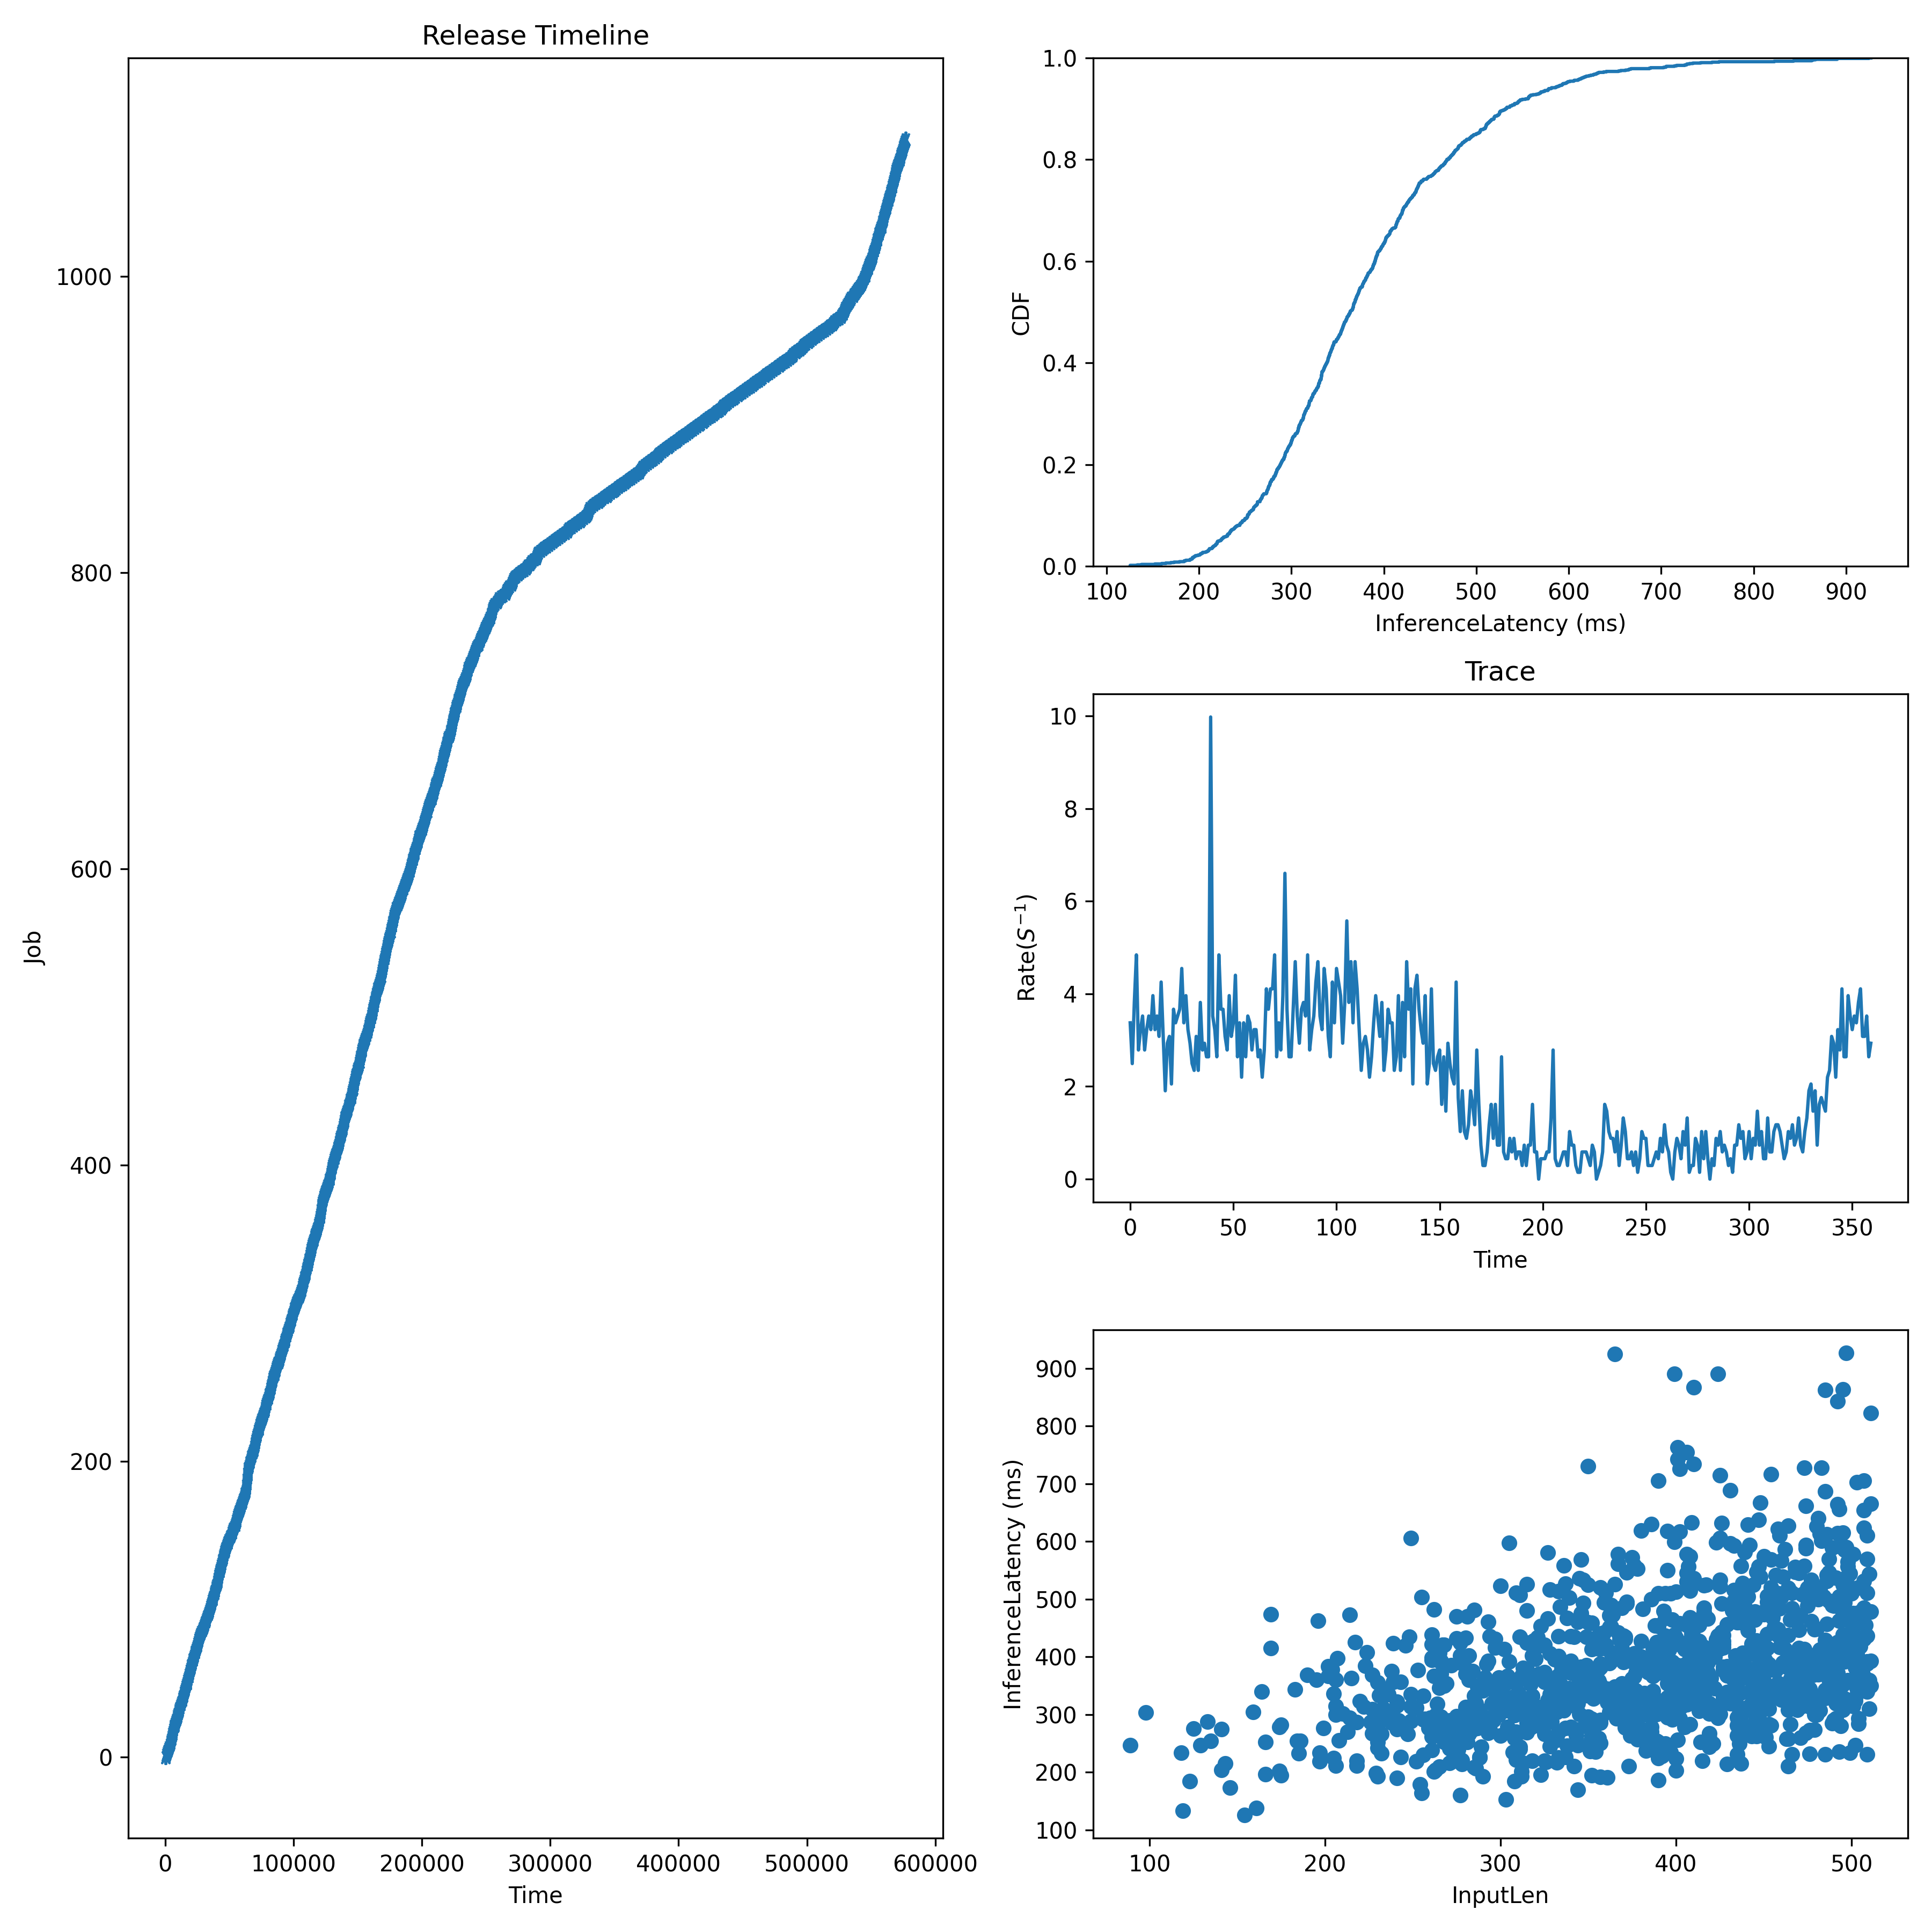 Release Timeline
Job
1000
800
600
400
200
0
0 100000 200000 300000 400000 500000 600000
Time
CDF
1.0
0.8
0.6
0.4
0.2
0.0
100 200 300 400 500 600 700 800 900
InferenceLatency (ms)
Trace
Rate(S⁻¹)
10
8
6
4
2
0
0 50 100 150 200 250 300 350
Time
InferenceLatency (ms)
900
800
700
600
500
400
300
200
100
100 200 300 400 500
InputLen